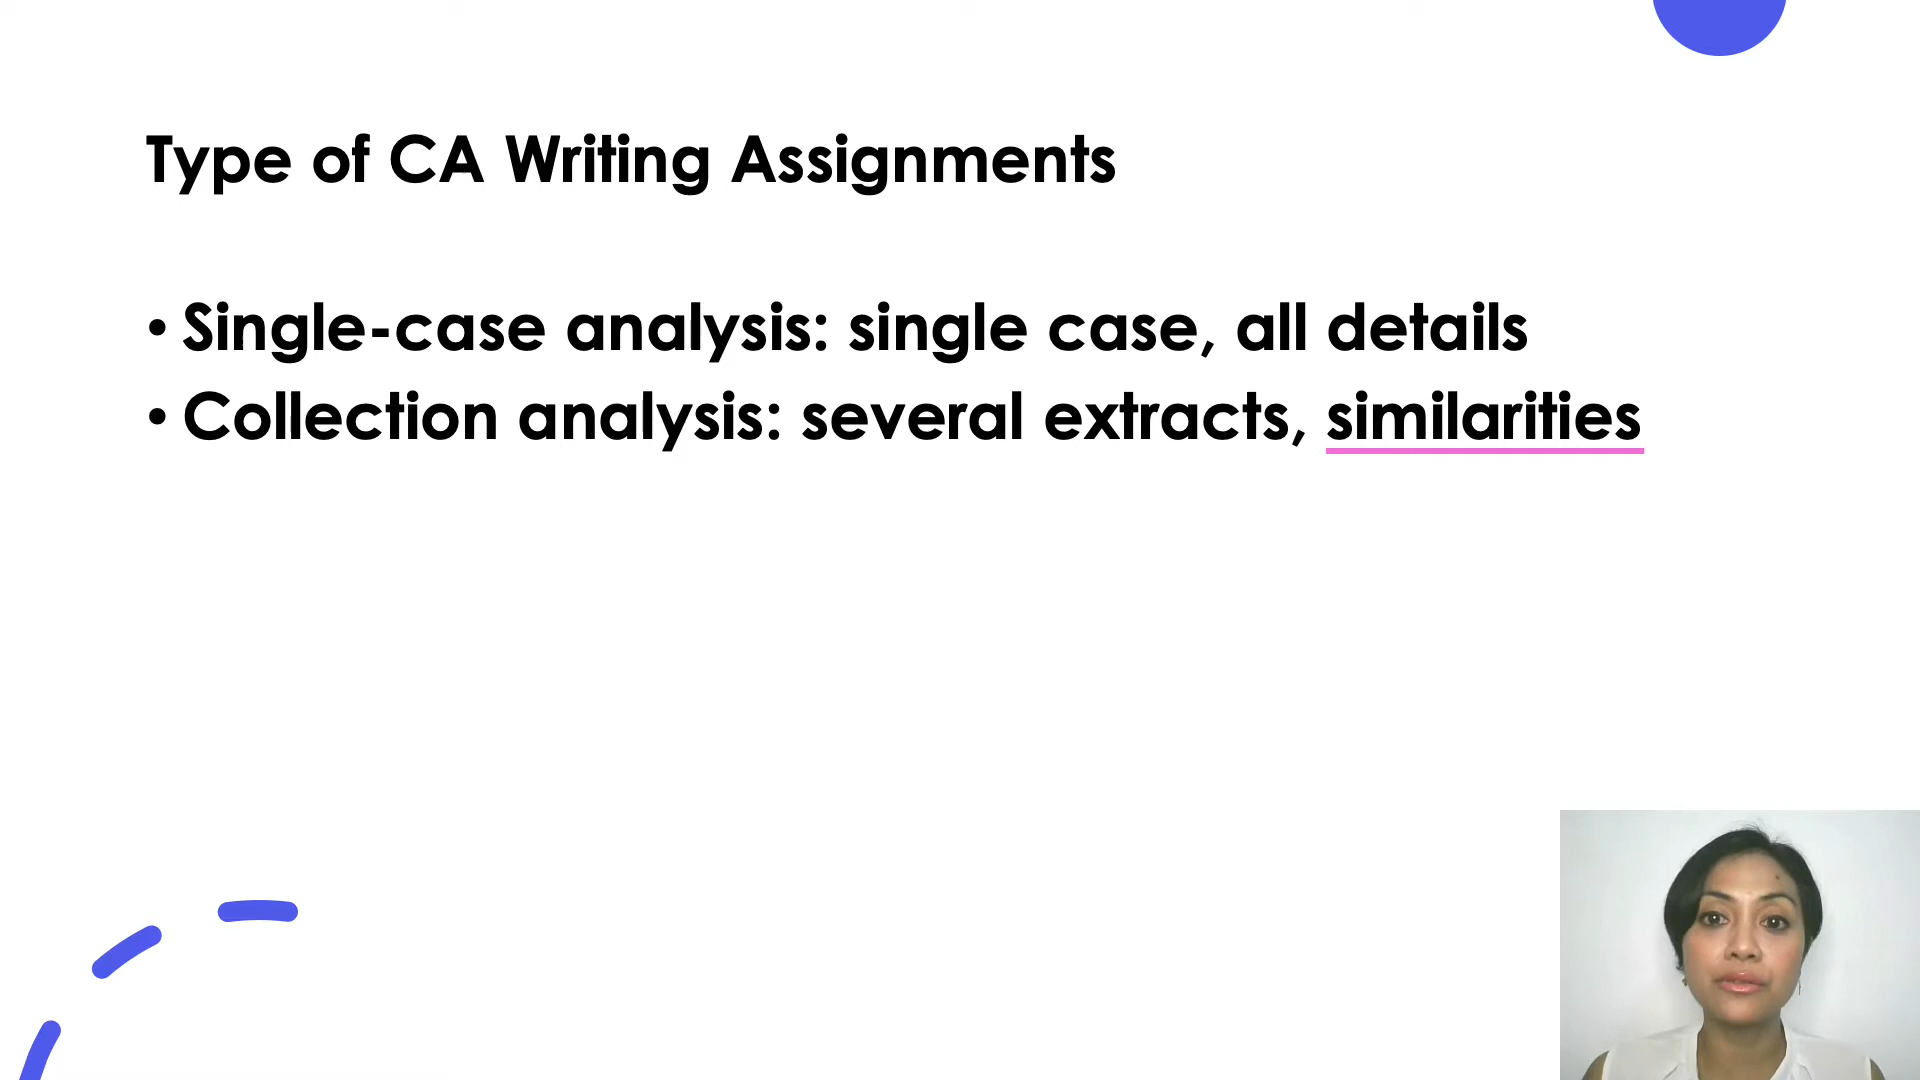 Type of CA Writing Assignments
• Single-case analysis: single case, all details
• Collection analysis: several extracts, similarities